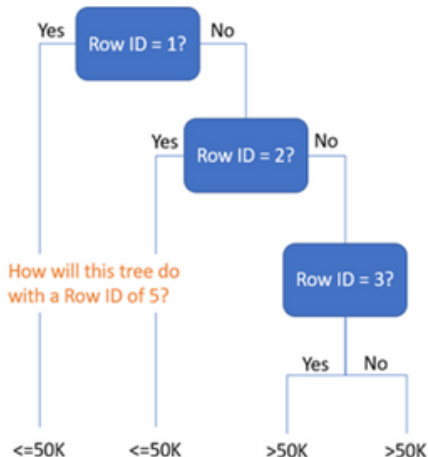 Yes
No
Row ID = 1?
Yes
No
Row ID = 2?
How will this tree do
with a Row ID of 5?
Row ID = 3?
Yes
No
<=50K
<=50K
>50K
>50K